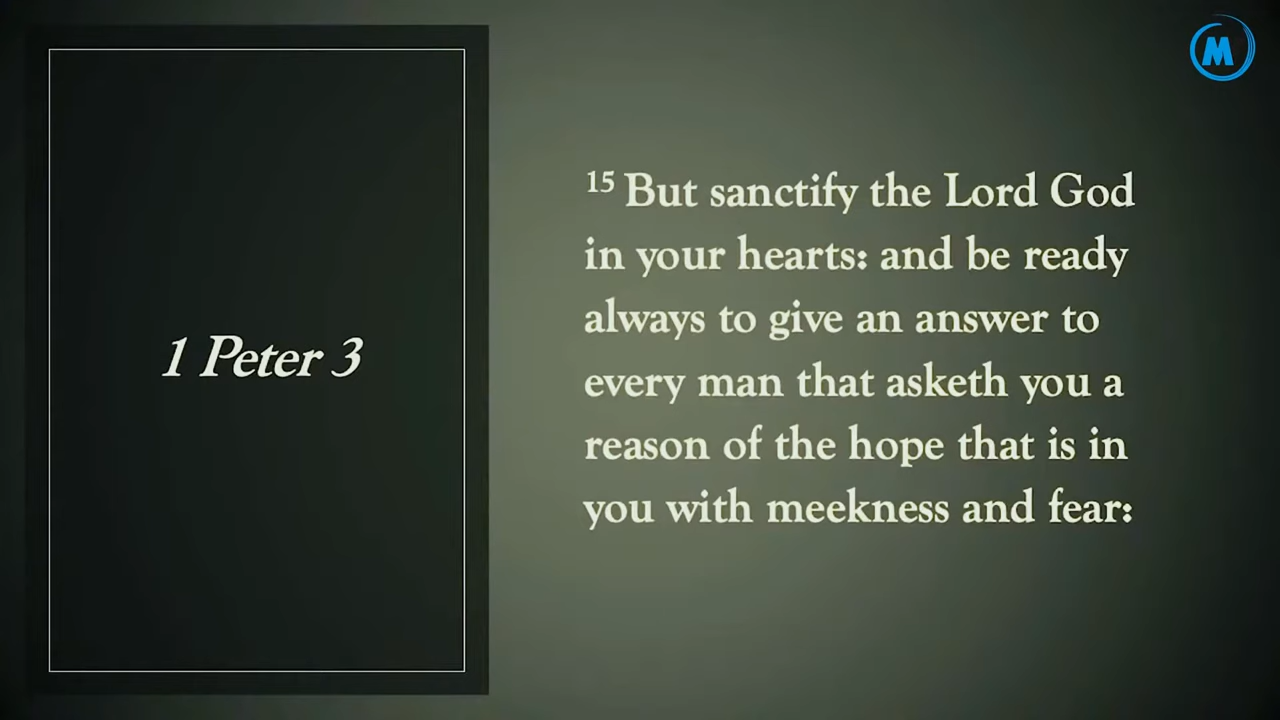 M
1 Peter 3
15 But sanctify the Lord God
in your hearts: and be ready
always to give an answer to
every man that asketh you a
reason of the hope that is in
you with meekness and fear: